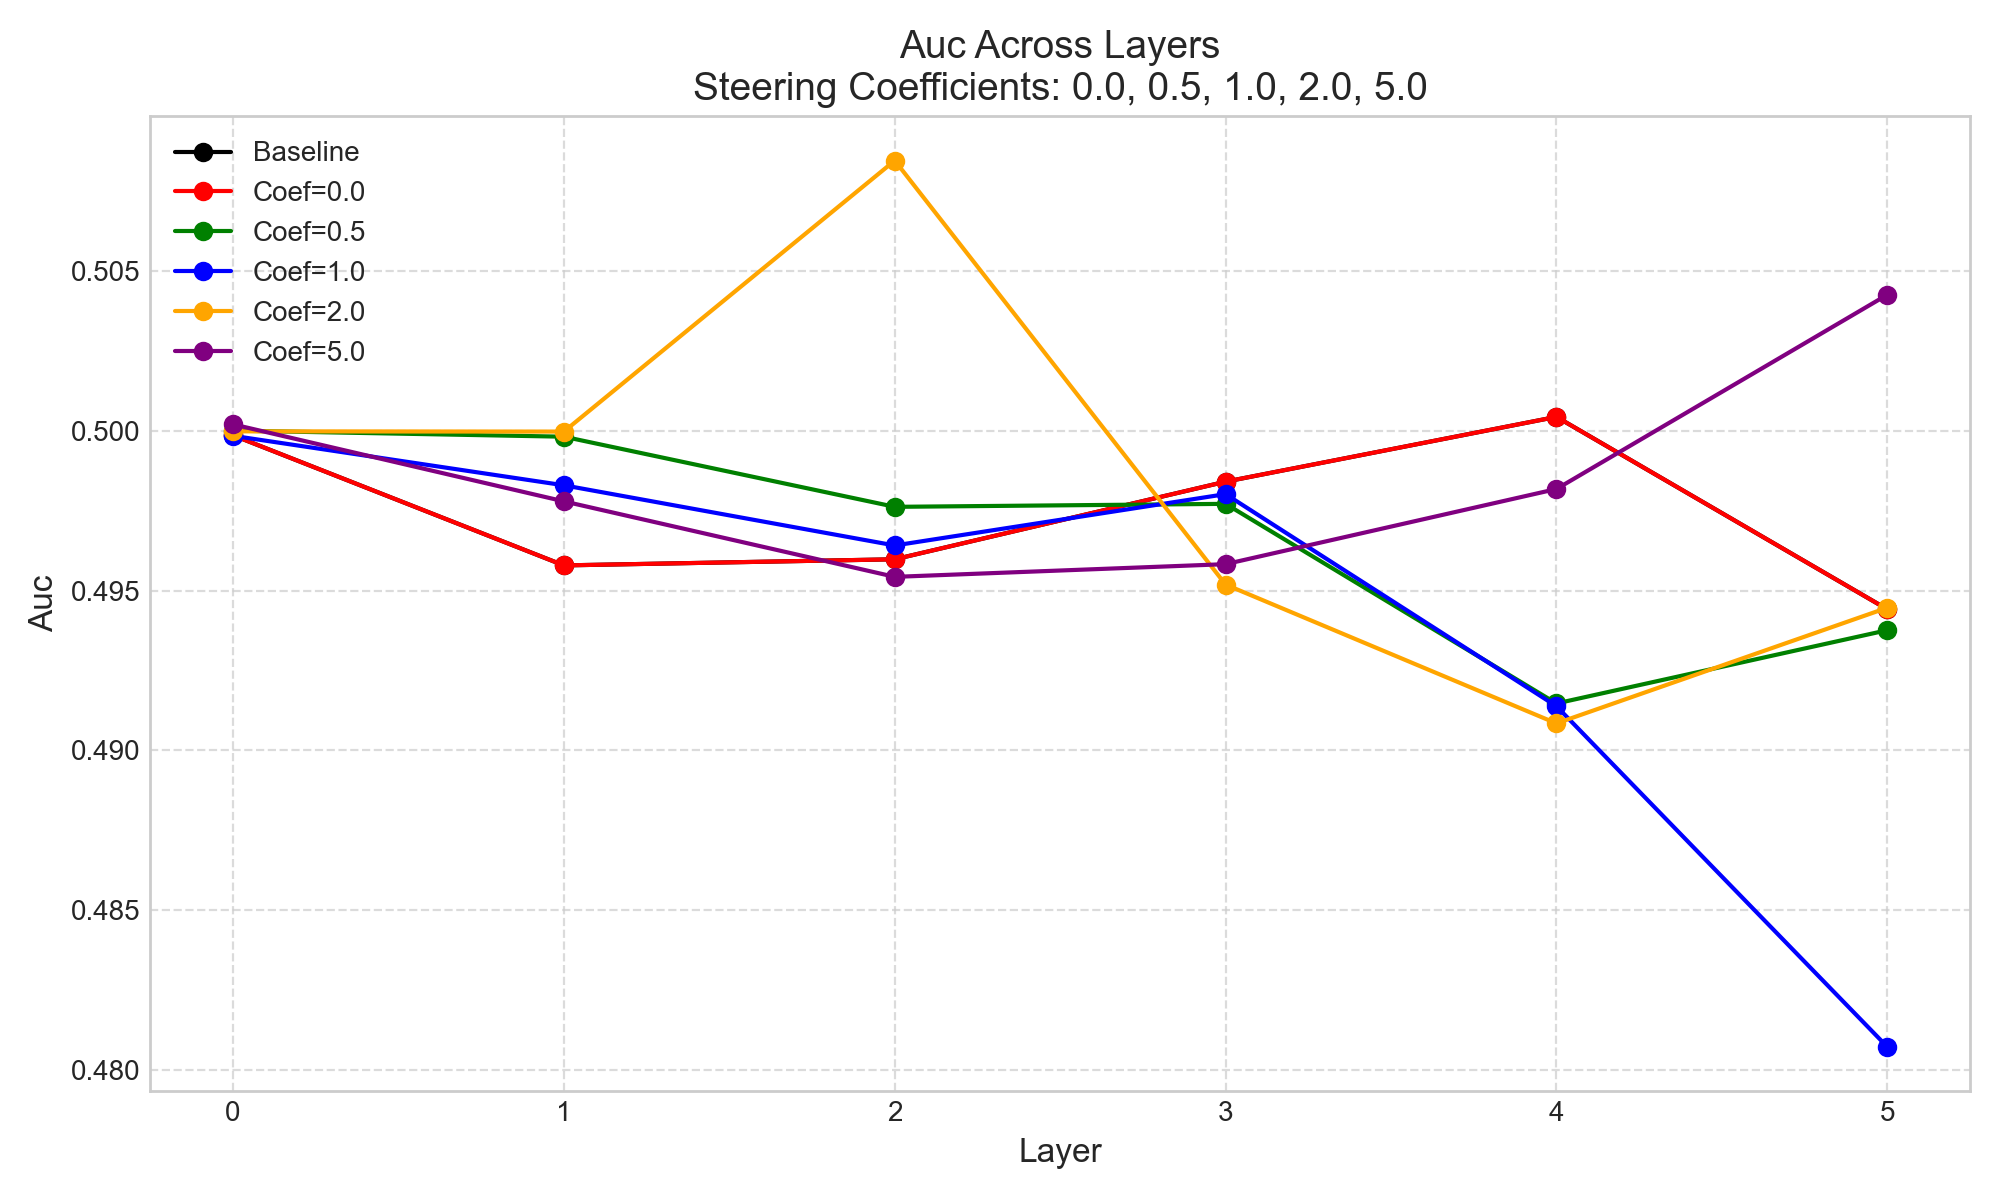 Auc Across Layers
Steering Coefficients: 0.0, 0.5, 1.0, 2.0, 5.0
Baseline
Coef=0.0
Coef=0.5
Coef=1.0
Coef=2.0
Coef=5.0
0.505
0.500
0.495
0.490
0.485
0.480
Auc
0 1 2 3 4 5
Layer